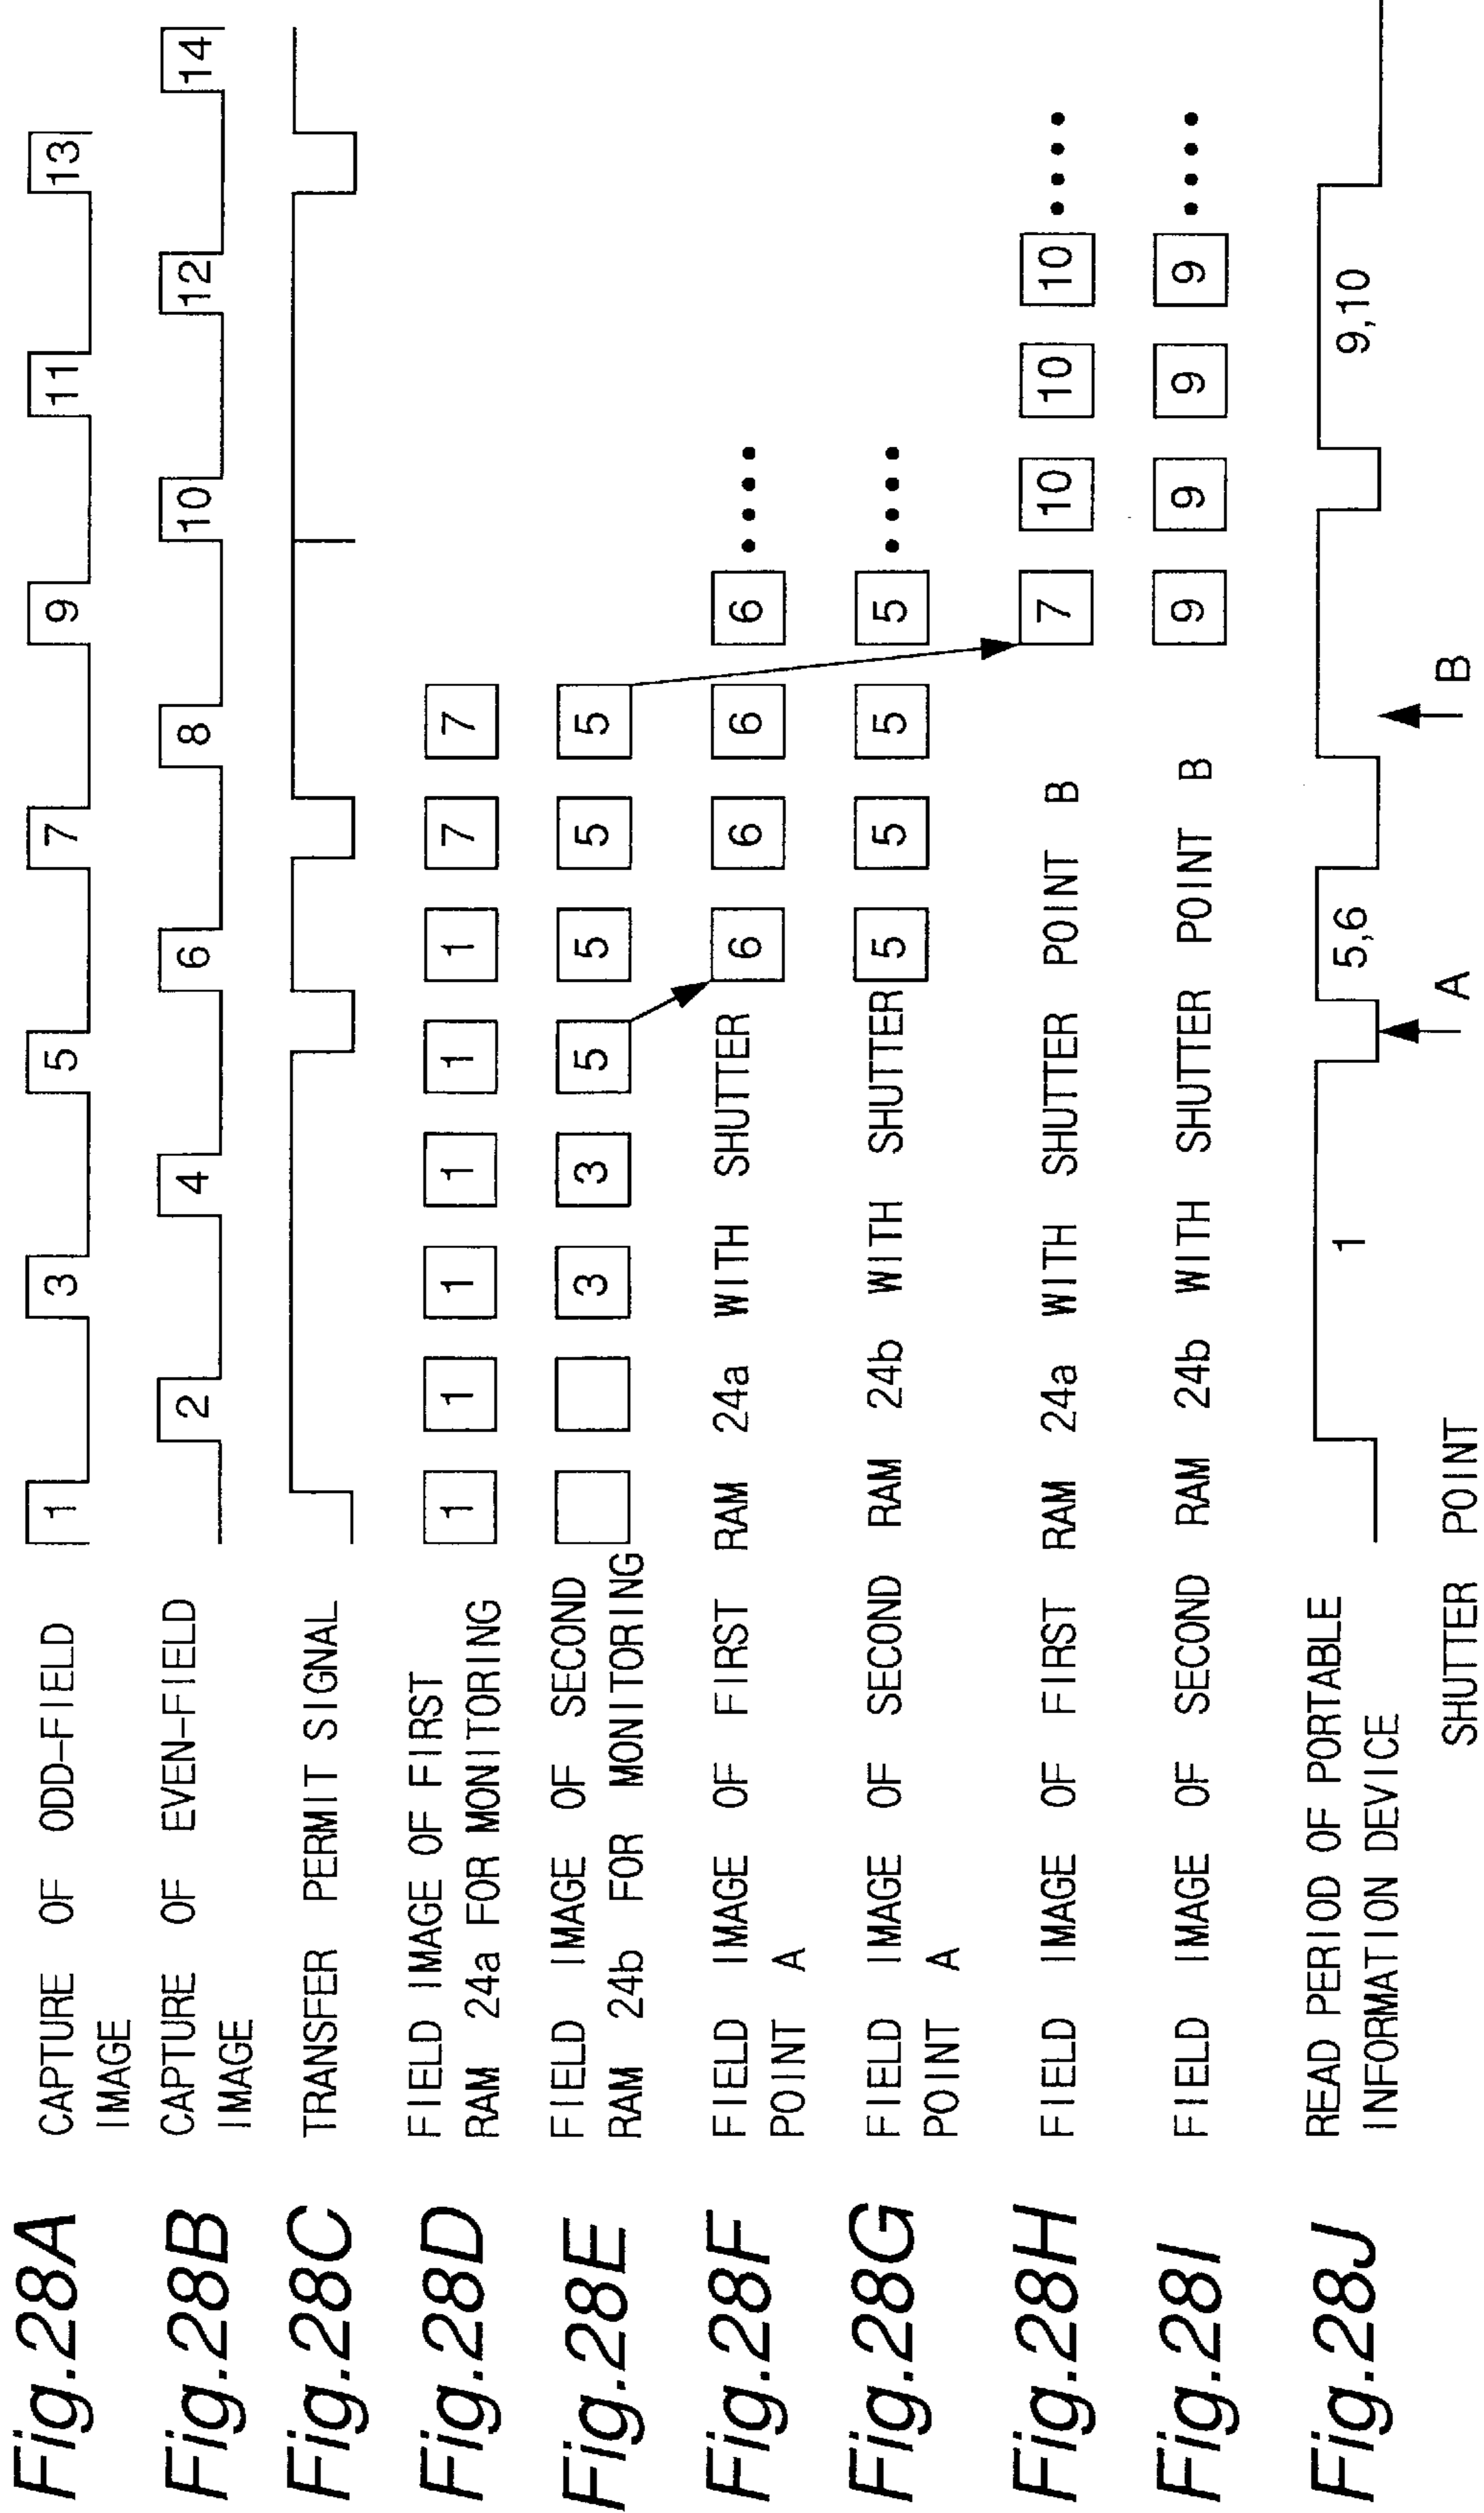 Fig.28A
CAPTURE OF ODD-FIELD
IMAGE
1 3 5 7 9 11 13
Fig.28B
CAPTURE OF EVEN-FIELD
IMAGE
2 4 6 8 10 12 14
Fig.28C
TRANSFER PERMIT SIGNAL
Fig.28D
FIELD IMAGE OF FIRST
RAM 24a FOR MONITORING
1 1 1 1 1 1 7 7
Fig.28E
FIELD IMAGE OF SECOND
RAM 24b FOR MONITORING
3 3 5 5 5 5
Fig.28F
FIELD IMAGE OF FIRST RAM 24a WITH SHUTTER
POINT A
6 6 6 6 ••••
Fig.28G
FIELD IMAGE OF SECOND RAM 24b WITH SHUTTER
POINT A
5 5 5 5 ••••
Fig.28H
FIELD IMAGE OF FIRST RAM 24a WITH SHUTTER POINT B
7 10 10 10 ••••
Fig.28I
FIELD IMAGE OF SECOND RAM 24b WITH SHUTTER POINT B
9 9 9 9 ••••
Fig.28J
READ PERIOD OF PORTABLE
INFORMATION DEVICE
1 5,6 9,10
SHUTTER POINT A B